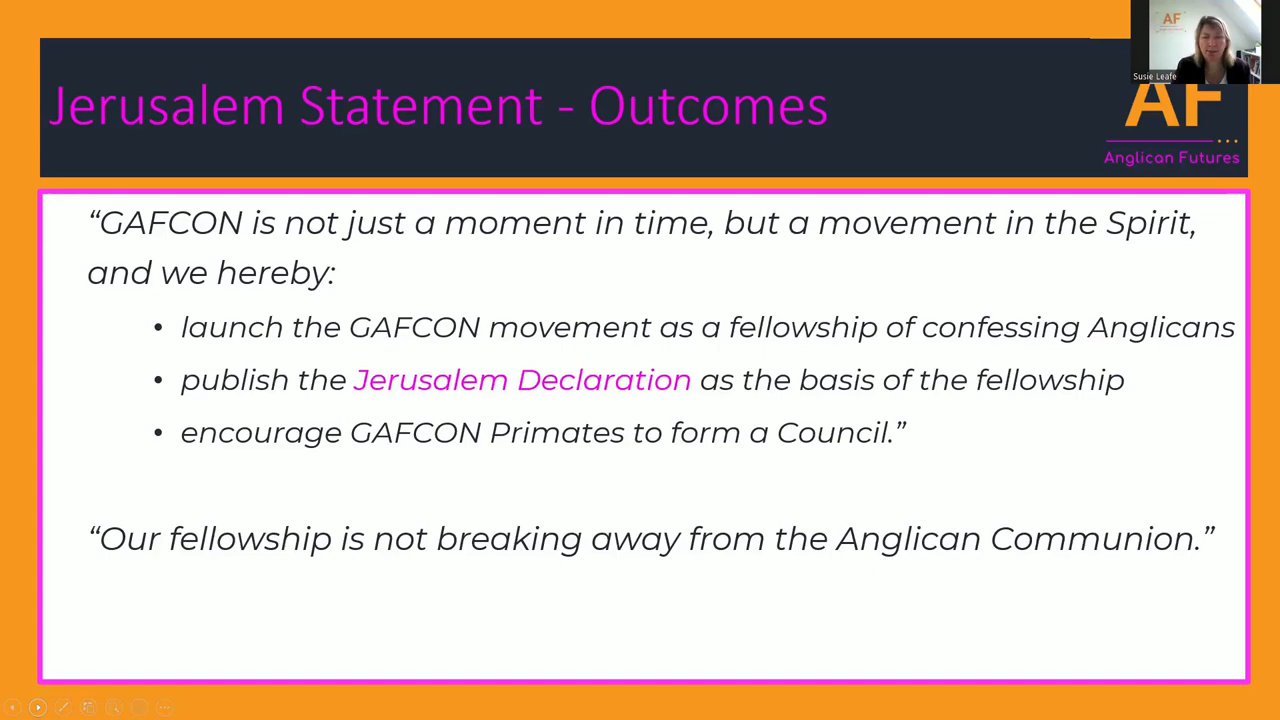 Jerusalem Statement - Outcomes
AF
Susie Leafe
AF
Anglican Futures
“GAFCON is not just a moment in time, but a movement in the Spirit,
and we hereby:
• launch the GAFCON movement as a fellowship of confessing Anglicans
• publish the Jerusalem Declaration as the basis of the fellowship
• encourage GAFCON Primates to form a Council.”
“Our fellowship is not breaking away from the Anglican Communion.”